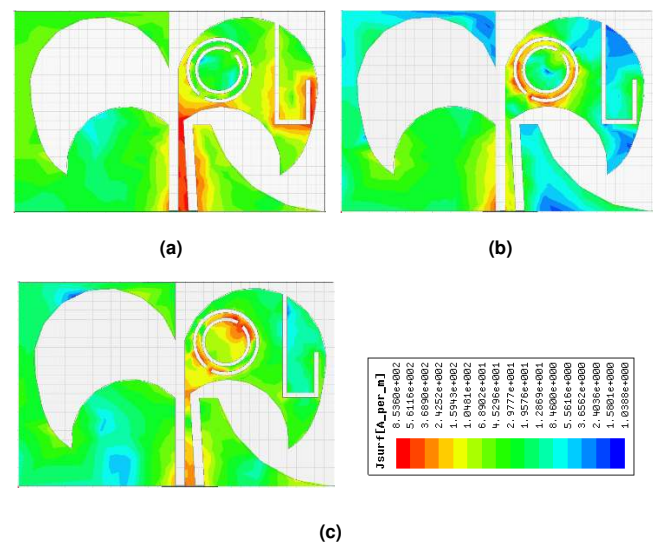 (a)
(b)
Jsurf[A_per_m]
8.5360e+002
5.6116e+002
3.6890e+002
2.4252e+002
1.5943e+002
1.0481e+002
6.8902e+001
4.5296e+001
2.9777e+001
1.9576e+001
1.2869e+001
8.4600e+000
5.5616e+000
3.6562e+000
2.4036e+000
1.5801e+000
1.0388e+000
(c)